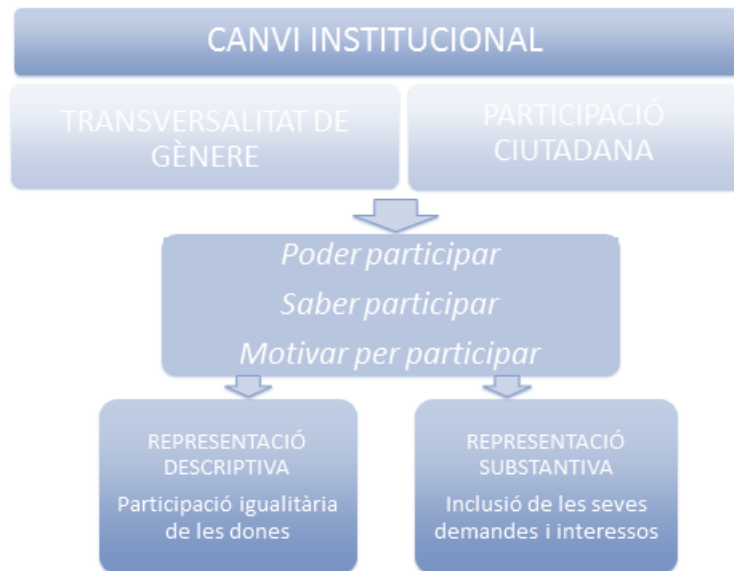 CANVI INSTITUCIONAL
TRANSVERSALITAT DE
GÈNERE
PARTICIPACIÓ
CIUTADANA
Poder participar
Saber participar
Motivar per participar
REPRESENTACIÓ
DESCRIPTIVA
Participació igualitària
de les dones
REPRESENTACIÓ
SUBSTANTIVA
Inclusió de les seves
demandes i interessos